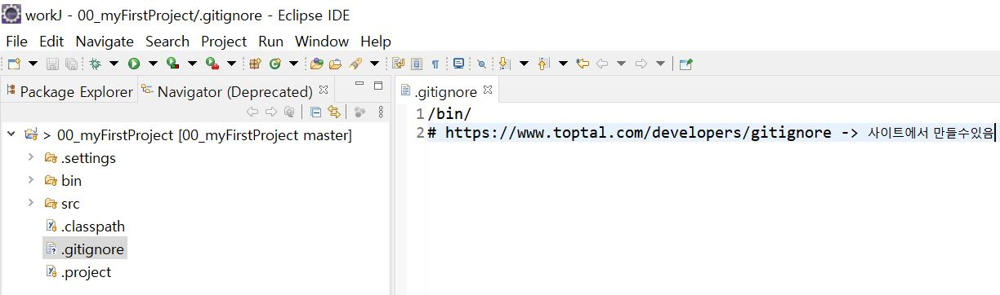 workJ - 00_myFirstProject/.gitignore - Eclipse IDE
File Edit Navigate Search Project Run Window Help
Package Explorer Navigator (Deprecated)
> 00_myFirstProject [00_myFirstProject master]
.settings
bin
src
.classpath
.gitignore
.project
.gitignore
1 /bin/
2 # https://www.toptal.com/developers/gitignore -> 사이트에서 만들수있음